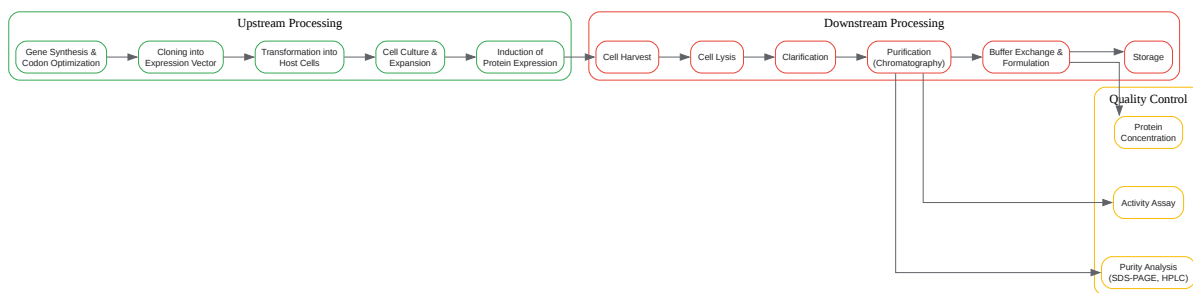 Upstream Processing
Gene Synthesis &
Codon Optimization
Cloning into
Expression Vector
Transformation into
Host Cells
Cell Culture &
Expansion
Induction of
Protein Expression
Downstream Processing
Cell Harvest
Cell Lysis
Clarification
Purification
(Chromatography)
Buffer Exchange &
Formulation
Storage
Quality Control
Protein
Concentration
Activity Assay
Purity Analysis
(SDS-PAGE, HPLC)